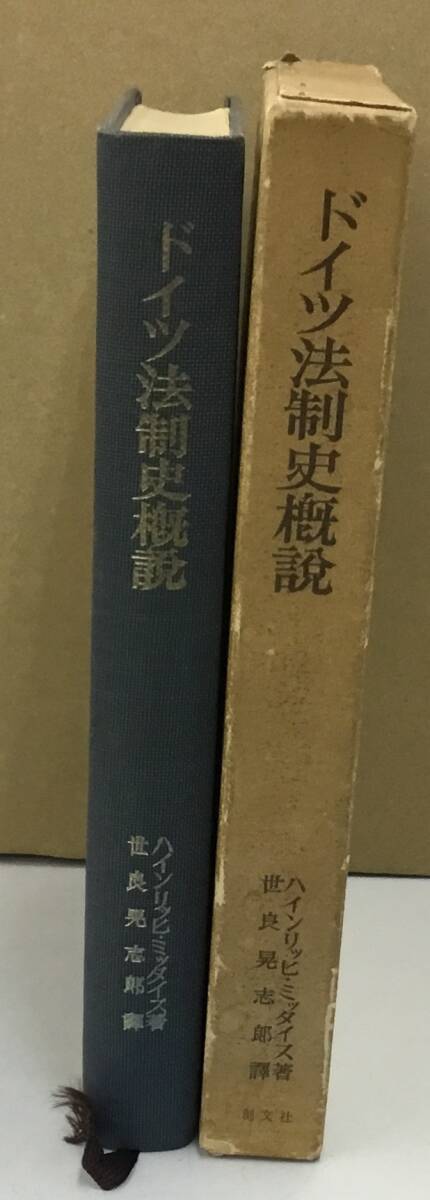 ドイツ法制史概説
ハインリッヒ・ミッタイス著
世良晃志郎譯
ドイツ法制史概説
ハインリッヒ・ミッタイス著
世良晃志郎譯
創文社